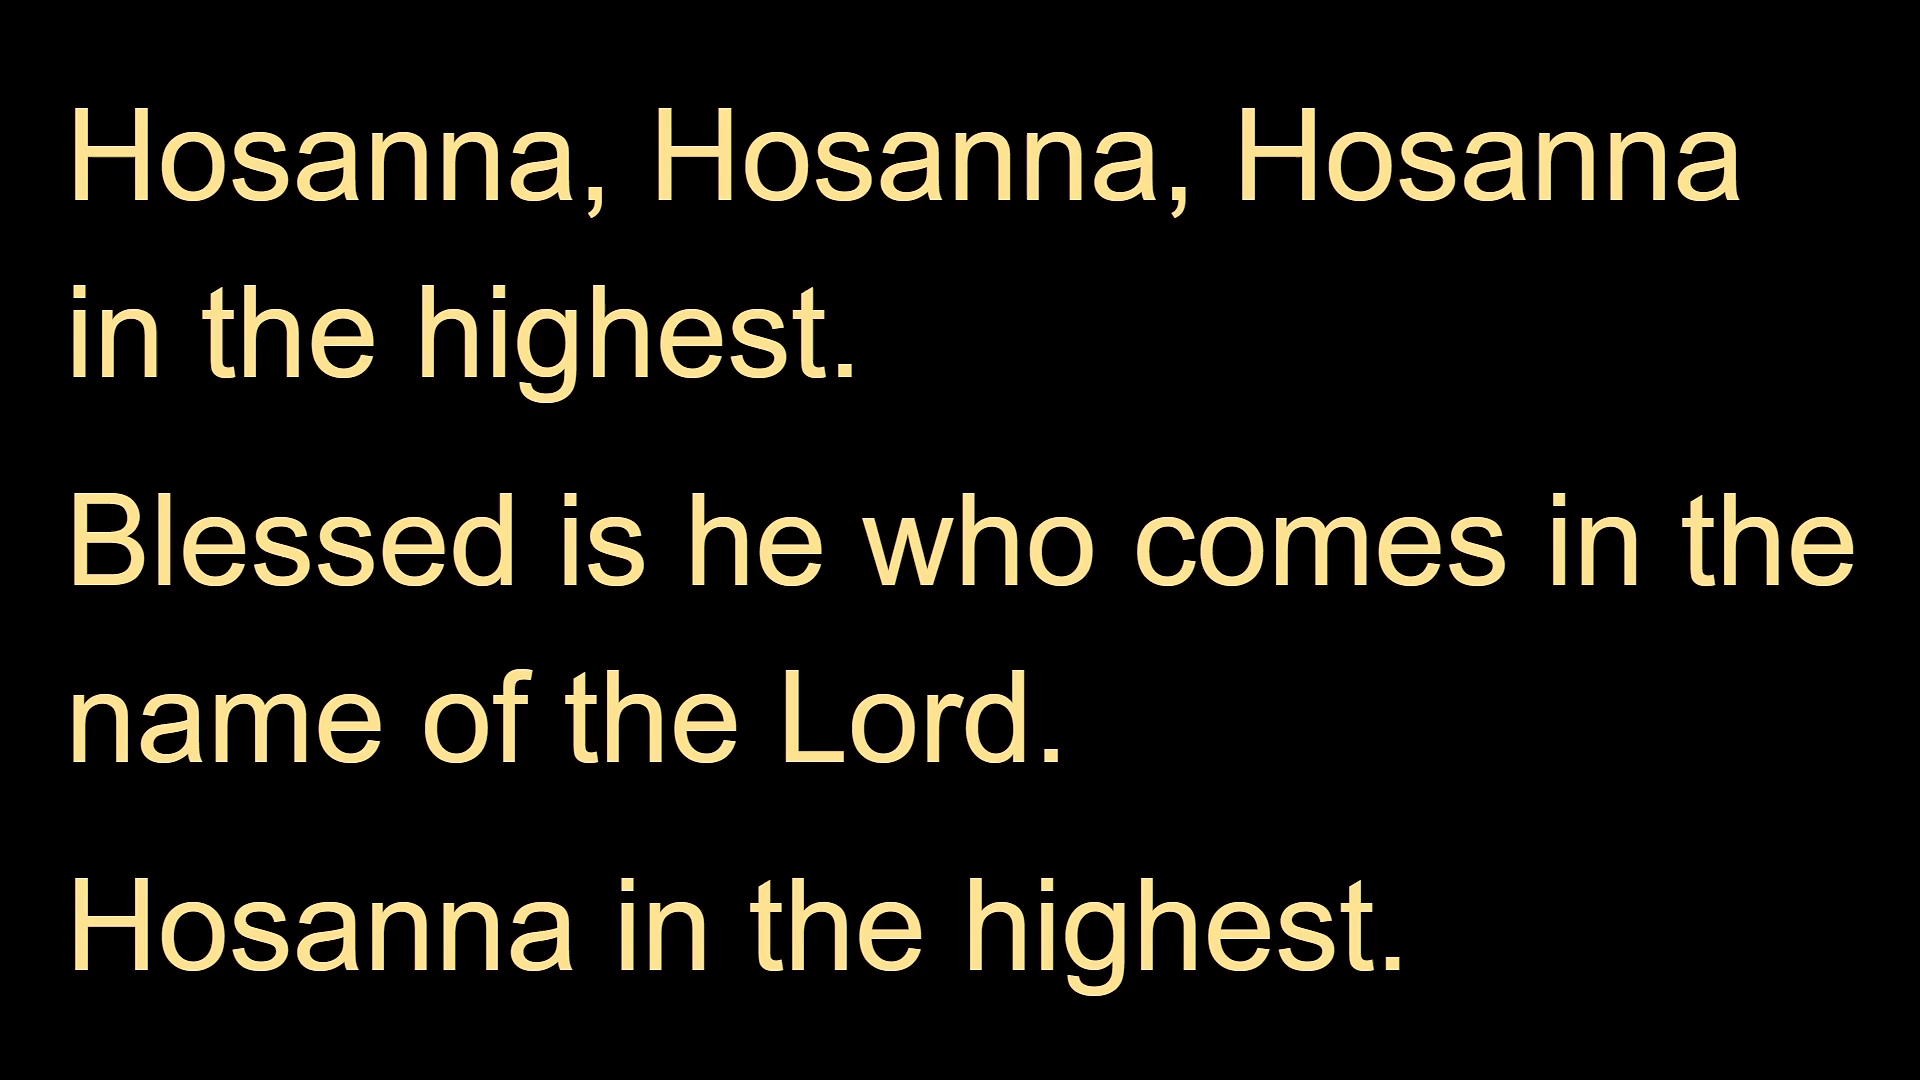 Hosanna, Hosanna, Hosanna
in the highest.
Blessed is he who comes in the
name of the Lord.
Hosanna in the highest.